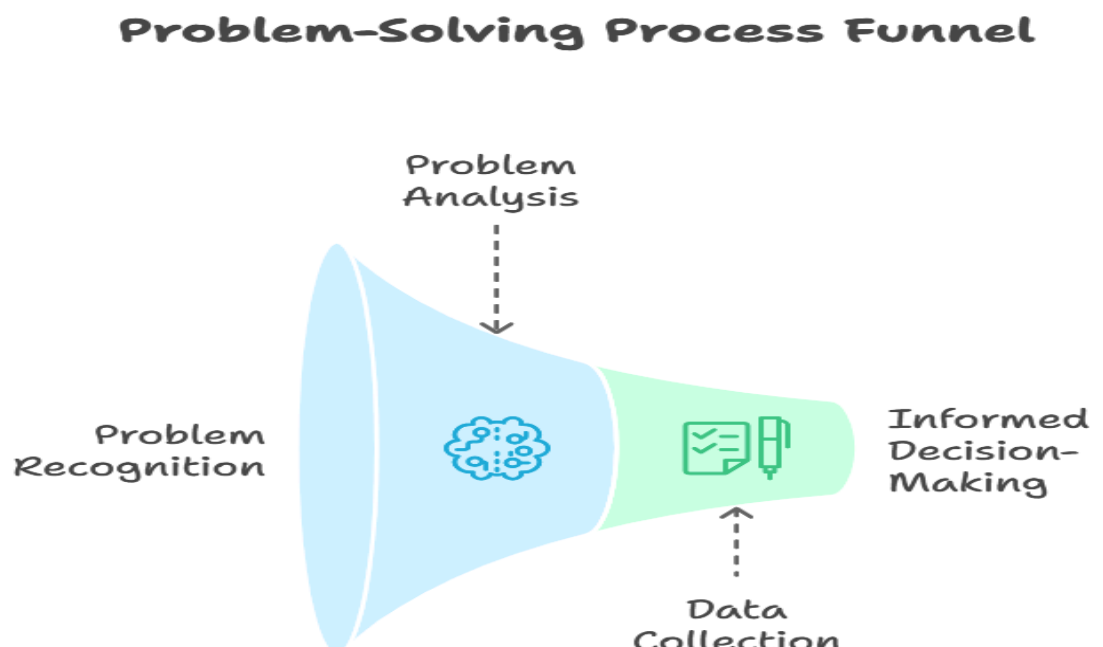 Problem-Solving Process Funnel
Problem
Analysis
Problem
Recognition
Informed
Decision-
Making
Data
Collection